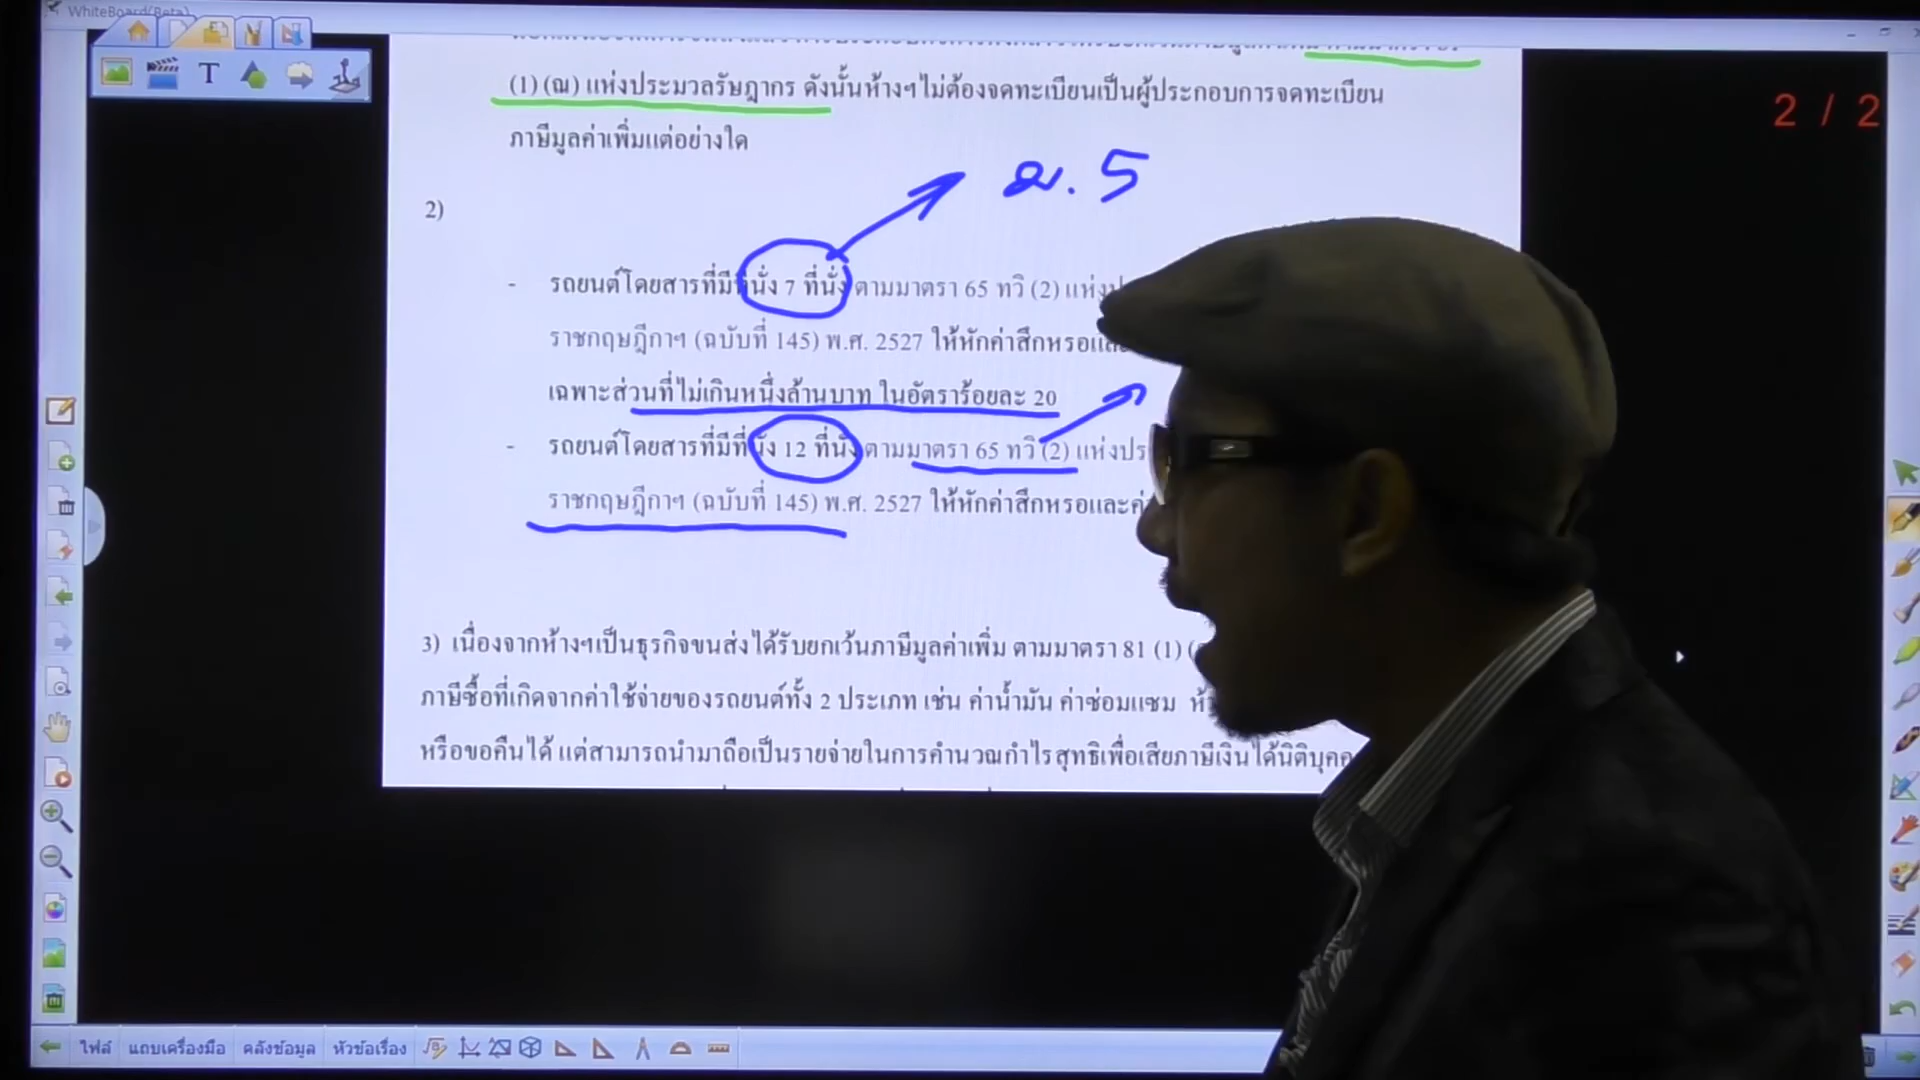 WhiteBoard(Beta)
(1) (ณ) แห่งประมวลรัษฎากร ดังนั้นห้างฯไม่ต้องจดทะเบียนเป็นผู้ประกอบการจดทะเบียน
ภาษีมูลค่าเพิ่มแต่อย่างใด
2 / 2
ม. 5
2)
- รถยนต์โดยสารที่มีที่นั่ง 7 ที่นั่ง ตามมาตรา 65 ทวิ (2) แห่งป
ราชกฤษฎีกาฯ (ฉบับที่ 145) พ.ศ. 2527 ให้หักค่าสึกหรอและ
เฉพาะส่วนที่ไม่เกินหนึ่งล้านบาท ในอัตราร้อยละ 20
- รถยนต์โดยสารที่มีที่นั่ง 12 ที่นั่ง ตามมาตรา 65 ทวิ (2) แห่งปร
ราชกฤษฎีกาฯ (ฉบับที่ 145) พ.ศ. 2527 ให้หักค่าสึกหรอและค่
3) เนื่องจากห้างฯเป็นธุรกิจขนส่งได้รับยกเว้นภาษีมูลค่าเพิ่ม ตามมาตรา 81 (1)
ภาษีซื้อที่เกิดจากค่าใช้จ่ายของรถยนต์ทั้ง 2 ประเภท เช่น ค่าน้ำมัน ค่าซ่อมแซม
หรือขอคืนได้ แต่สามารถนำมาถือเป็นรายจ่ายในการคำนวณกำไรสุทธิเพื่อเสียภาษีเงินได้นิติบุคค
ไฟล์ แถบเครื่องมือ คลังข้อมูล หัวข้อเรื่อง